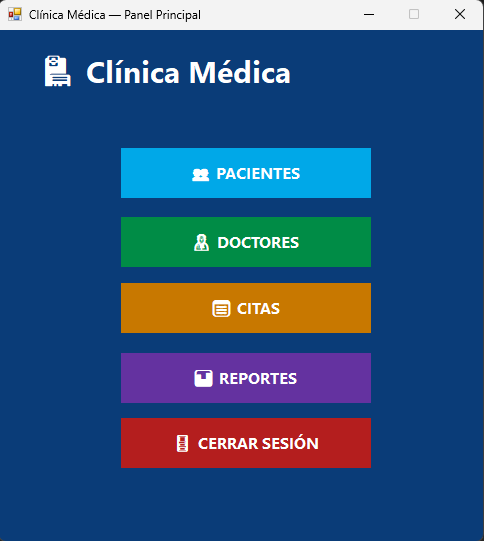 Clínica Médica — Panel Principal
Clínica Médica
PACIENTES
DOCTORES
CITAS
REPORTES
CERRAR SESIÓN